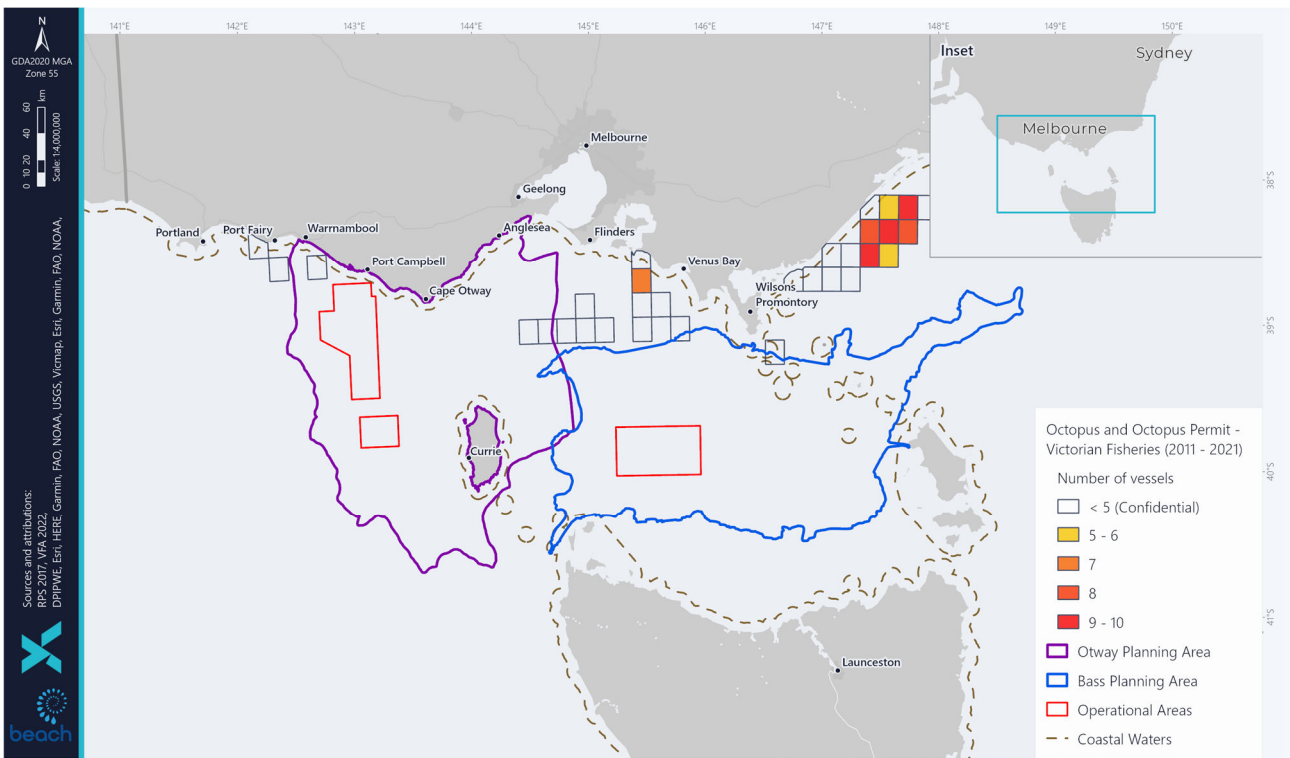 N
GDA2020 MGA
Zone 55
0 10 20 40 60
km
Scale: 1:4,000,000
Sources and attributions:
RPS 2017, VFA 2022,
DPIPWE, Esri, HERE, Garmin, FAO, NOAA, USGS, Vicmap, Esri, Garmin, FAO, NOAA,
beach
141°E
142°E
143°E
144°E
145°E
146°E
147°E
148°E
149°E
150°E
38°S
39°S
40°S
41°S
Inset
Sydney
Melbourne
Melbourne
Geelong
Portland
Port Fairy
Warnambool
Anglesea
Flinders
Port Campbell
Venus Bay
Cape Otway
Wilsons
Promontory
Currie
Launceston
Octopus and Octopus Permit -
Victorian Fisheries (2011 - 2021)
Number of vessels
< 5 (Confidential)
5 - 6
7
8
9 - 10
Otway Planning Area
Bass Planning Area
Operational Areas
Coastal Waters